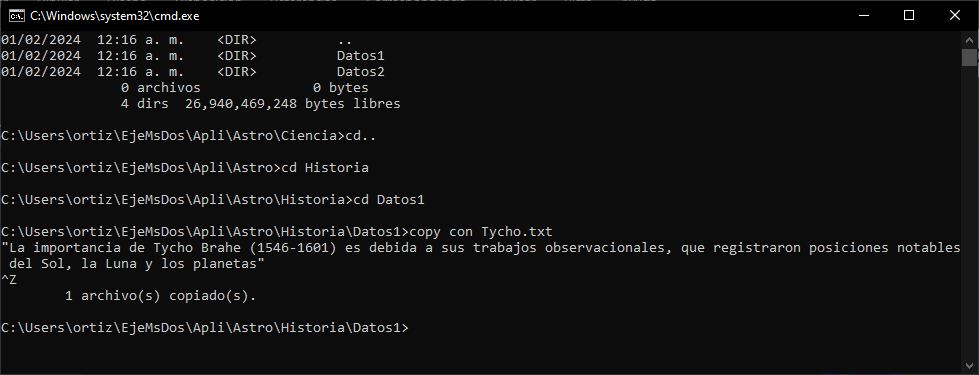 C:\Windows\system32\cmd.exe
01/02/2024  12:16 a. m.    <DIR>          ..
01/02/2024  12:16 a. m.    <DIR>          Datos1
01/02/2024  12:16 a. m.    <DIR>          Datos2
               0 archivos              0 bytes
               4 dirs  26,940,469,248 bytes libres
C:\Users\ortiz\EjeMsDos\Apli\Astro\Ciencia>cd..
C:\Users\ortiz\EjeMsDos\Apli\Astro>cd Historia
C:\Users\ortiz\EjeMsDos\Apli\Astro\Historia>cd Datos1
C:\Users\ortiz\EjeMsDos\Apli\Astro\Historia\Datos1>copy con Tycho.txt
"La importancia de Tycho Brahe (1546-1601) es debida a sus trabajos observacionales, que registraron posiciones notables
 del Sol, la Luna y los planetas"
^Z
        1 archivo(s) copiado(s).
C:\Users\ortiz\EjeMsDos\Apli\Astro\Historia\Datos1>